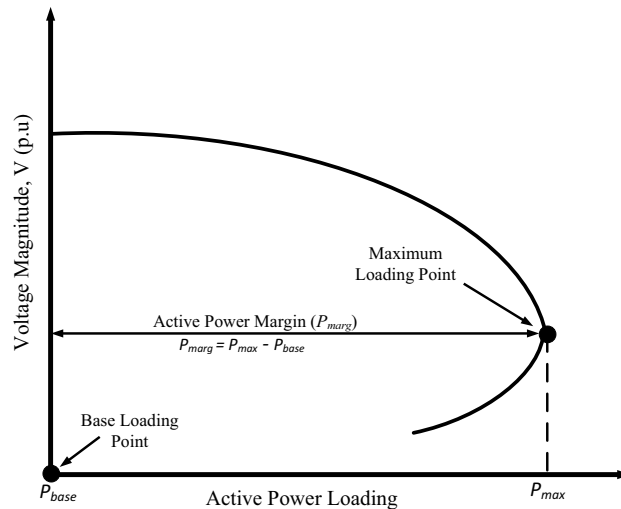 Voltage Magnitude, V (p.u)
Maximum
Loading Point
Active Power Margin (Pmarg)
Pmarg = Pmax - Pbase
Base Loading
Point
Pbase
Active Power Loading
Pmax